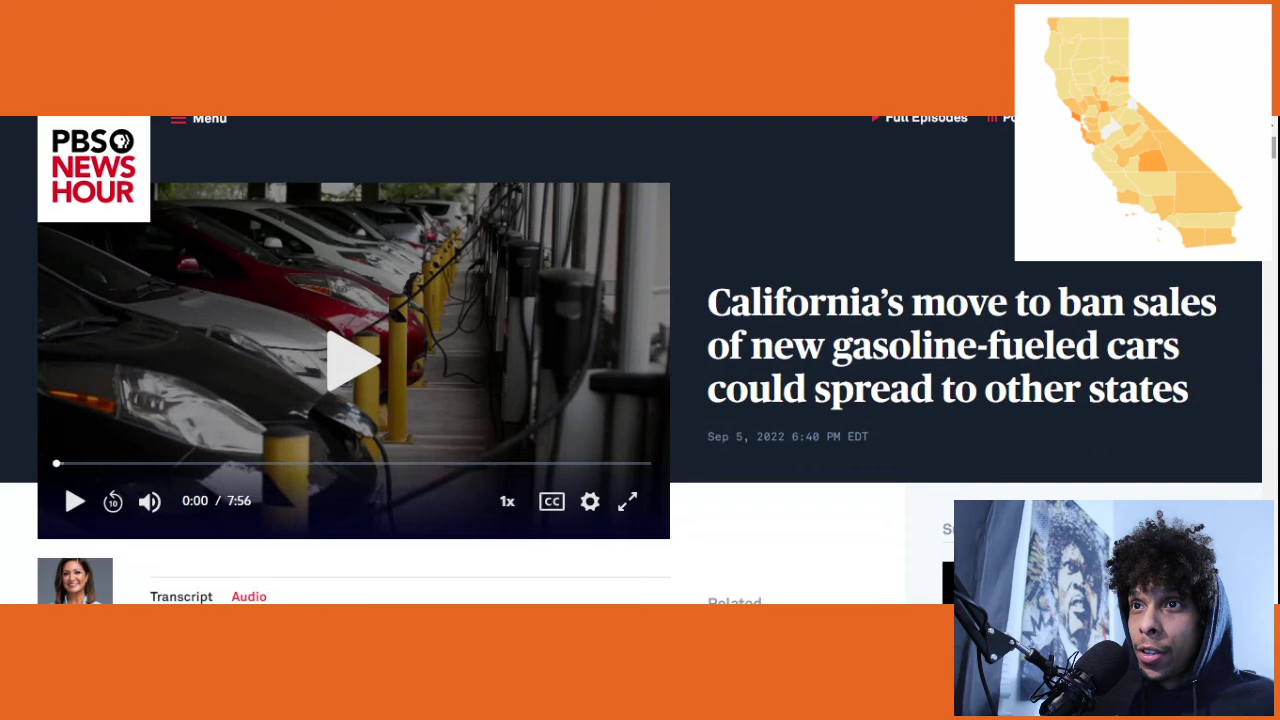 Menu
Full Episodes
PBS
NEWS
HOUR
California's move to ban sales
of new gasoline-fueled cars
could spread to other states
Sep 5, 2022 6:40 PM EDT
10
0:00 / 7:56
1x
CC
Transcript
Audio
Related